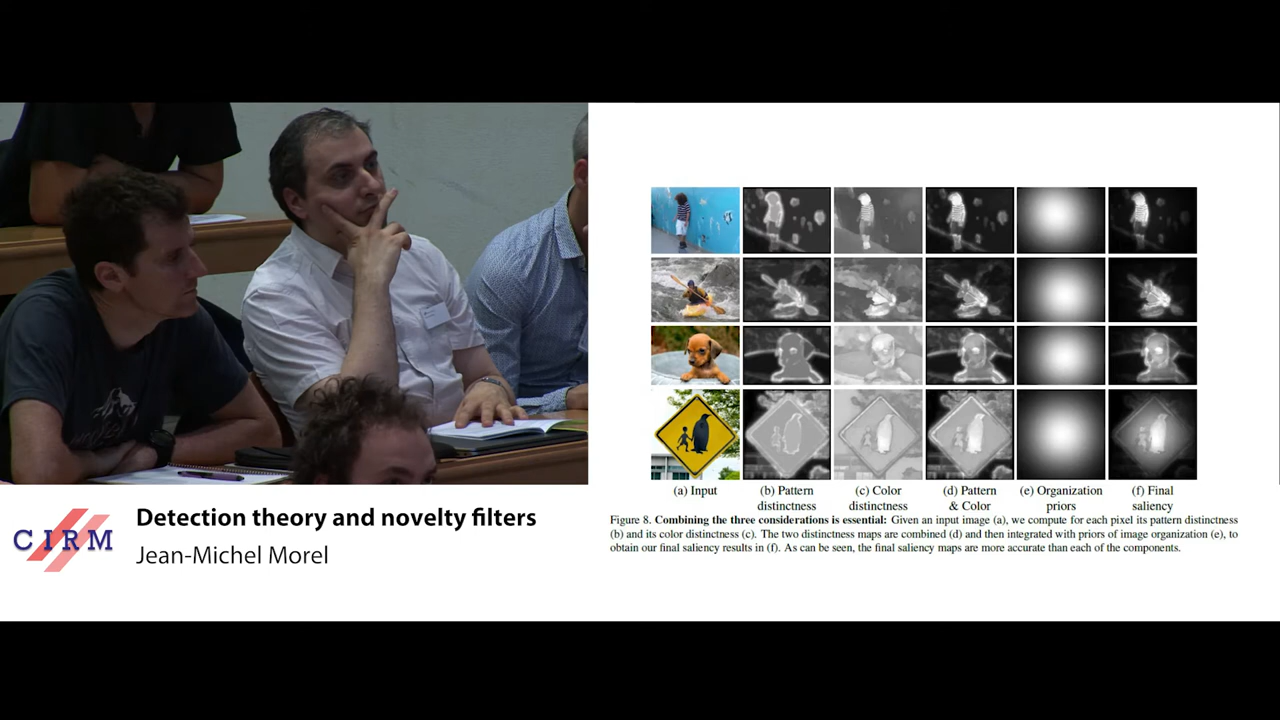 CIRM
Detection theory and novelty filters
Jean-Michel Morel
(a) Input
(b) Pattern distinctness
(c) Color distinctness
(d) Pattern & Color
(e) Organization priors
(f) Final saliency
Figure 8. Combining the three considerations is essential: Given an input image (a), we compute for each pixel its pattern distinctness
(b) and its color distinctness (c). The two distinctness maps are combined (d) and then integrated with priors of image organization (e), to
obtain our final saliency results in (f). As can be seen, the final saliency maps are more accurate than each of the components.